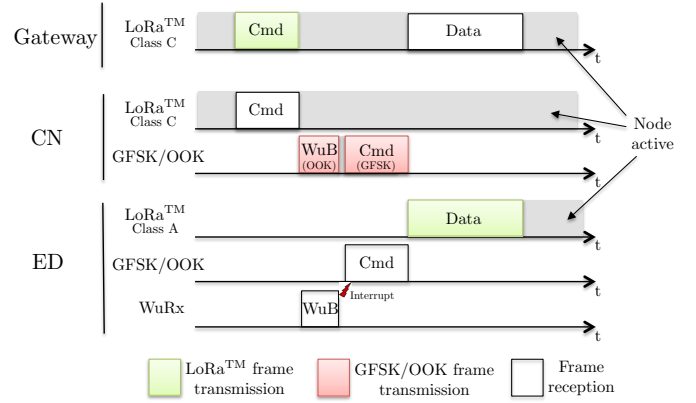 Gateway
LoRa™
Class C
Cmd
Data
t
CN
LoRa™
Class C
Cmd
t
GFSK/OOK
WuB
(OOK)
Cmd
(GFSK)
t
Node
active
ED
LoRa™
Class A
Data
t
GFSK/OOK
Cmd
t
Interrupt
WuRx
WuB
t
LoRa™ frame
transmission
GFSK/OOK frame
transmission
Frame
reception